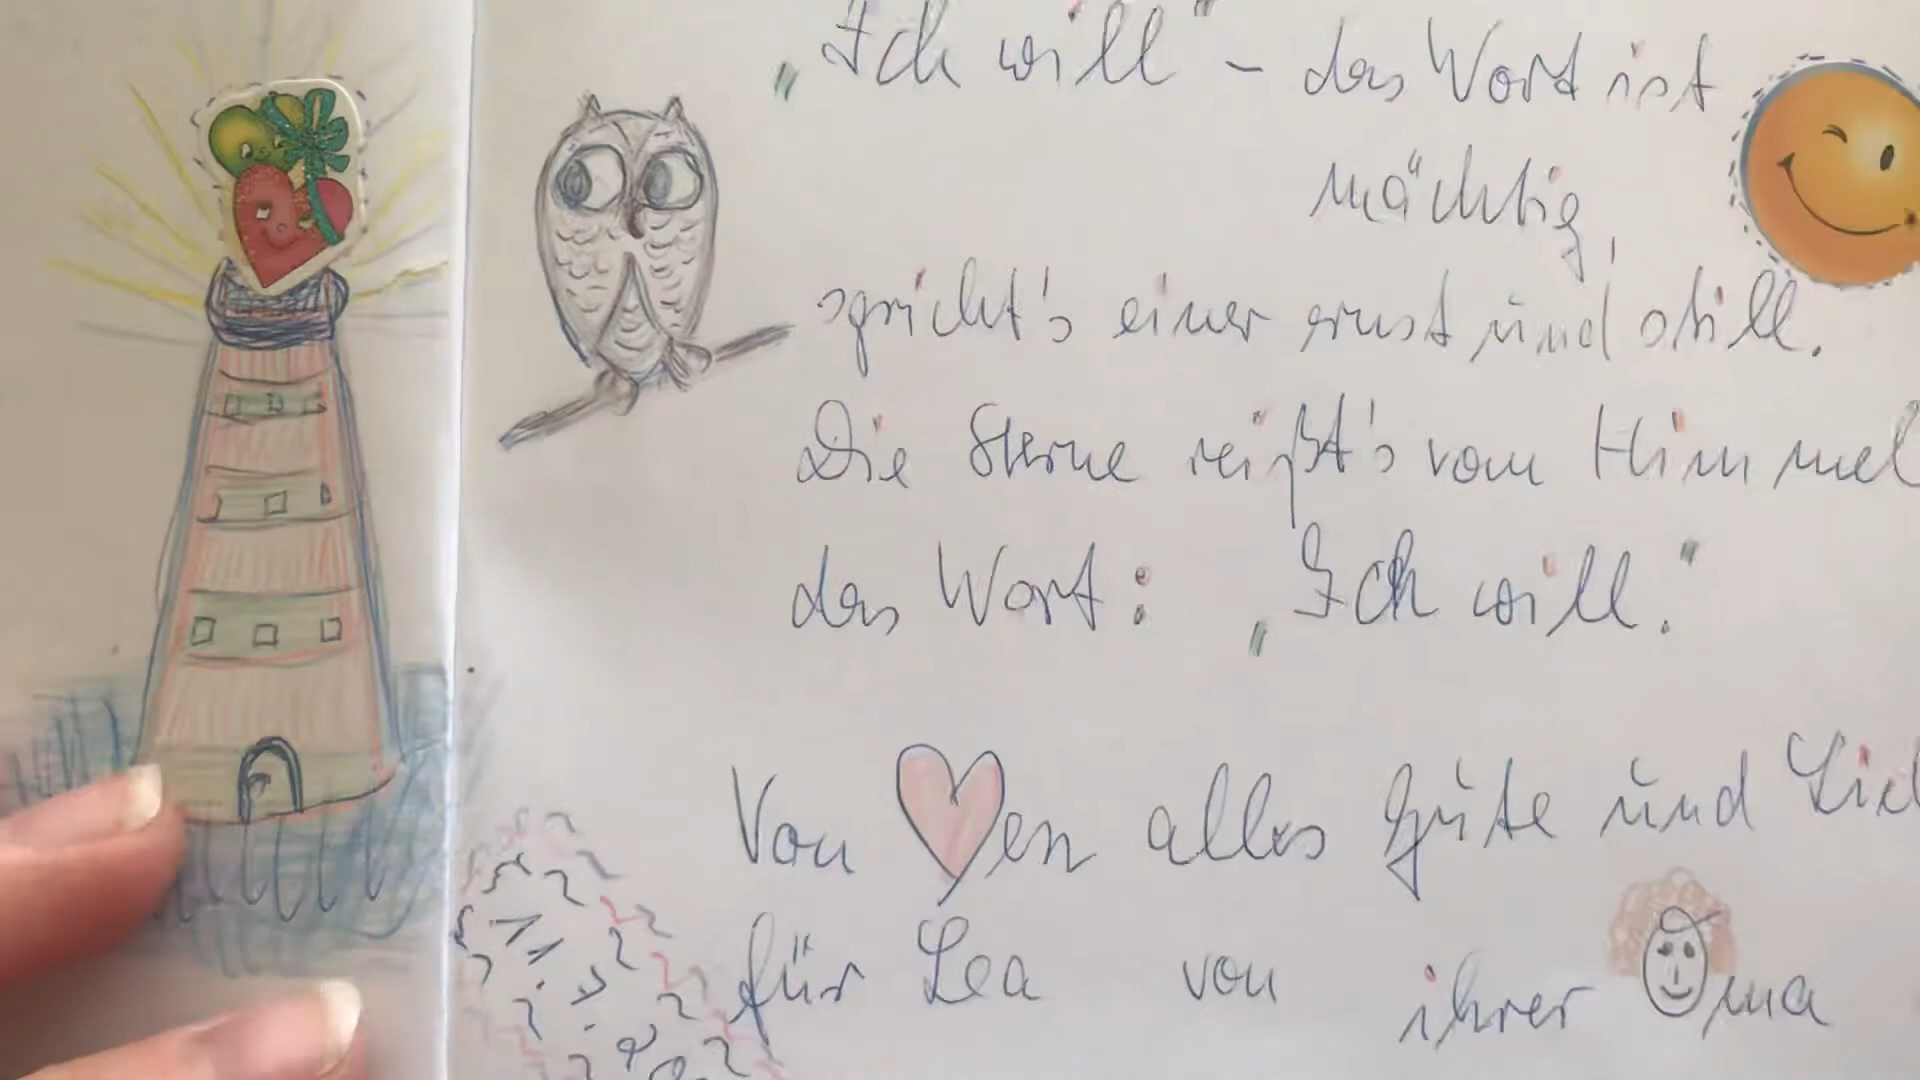 „Ich will" – das Wort ist
mächtig,
spricht's einer ernst und still.
Die Sterne reißt's vom Himmel
das Wort: „Ich will."
Von ♥en alles Gute und
für Lea von ihrer Oma